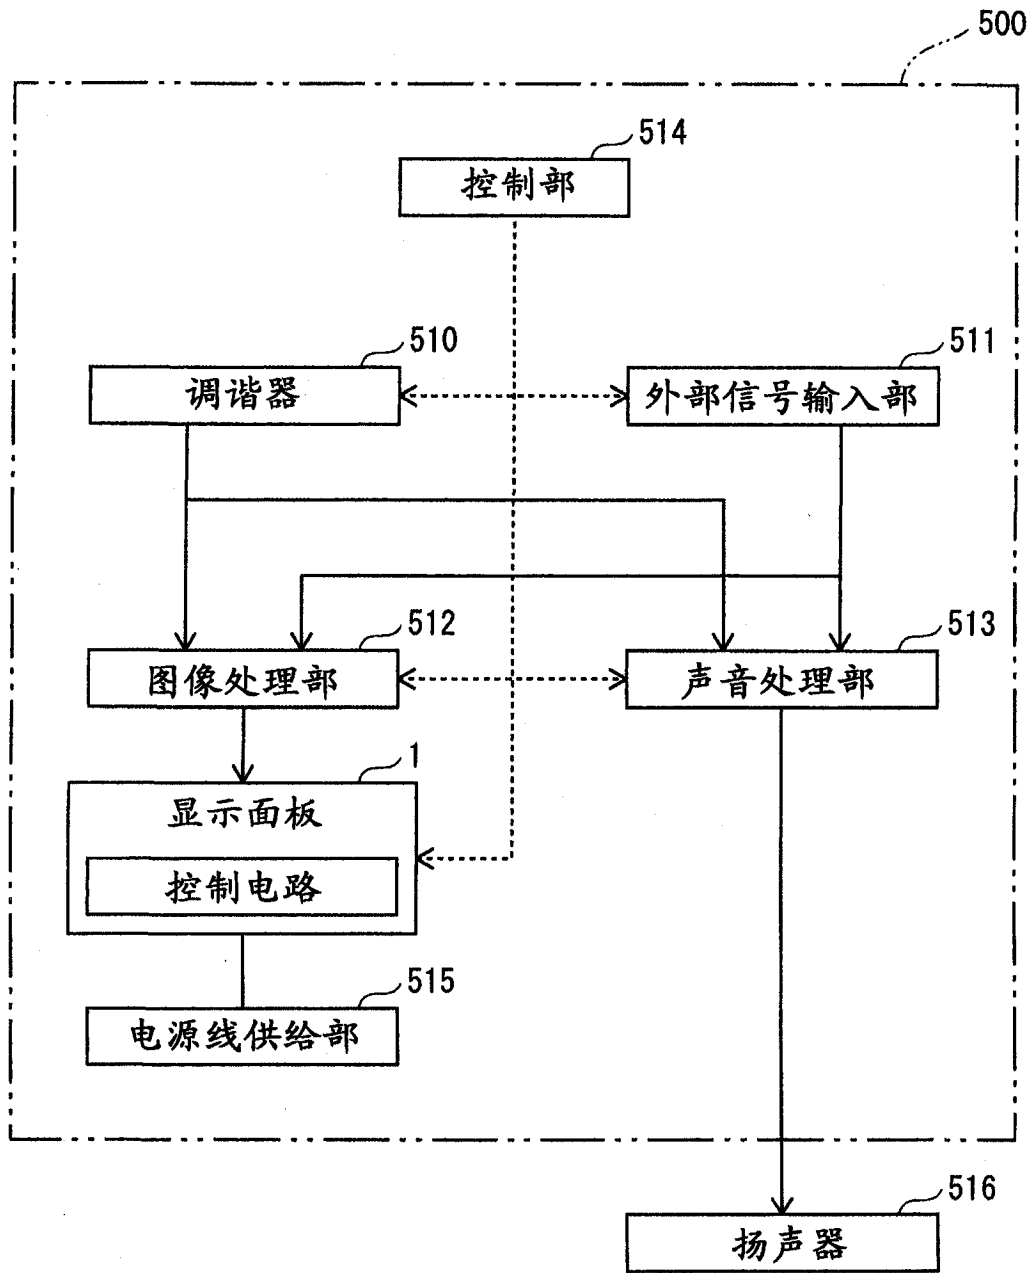 500
514
控制部
510
调谐器
511
外部信号输入部
512
图像处理部
513
声音处理部
1
显示面板
控制电路
515
电源线供给部
516
扬声器